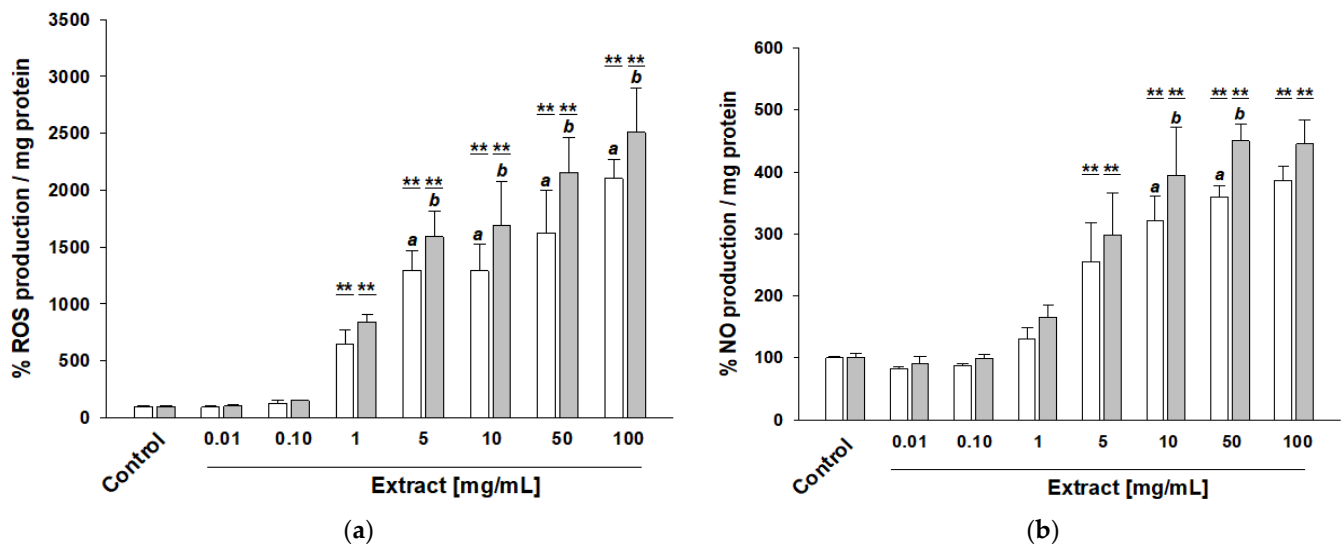 3500
3000
2500
2000
1500
1000
500
0
% ROS production / mg protein
** **
** **
** **
** **
** **
a b
a b
a b
a b
Control 0.01 0.10 1 5 10 50 100
Extract [mg/mL]
(a)
600
500
400
300
200
100
0
% NO production / mg protein
** **
** **
** **
** **
a b
a b
Control 0.01 0.10 1 5 10 50 100
Extract [mg/mL]
(b)